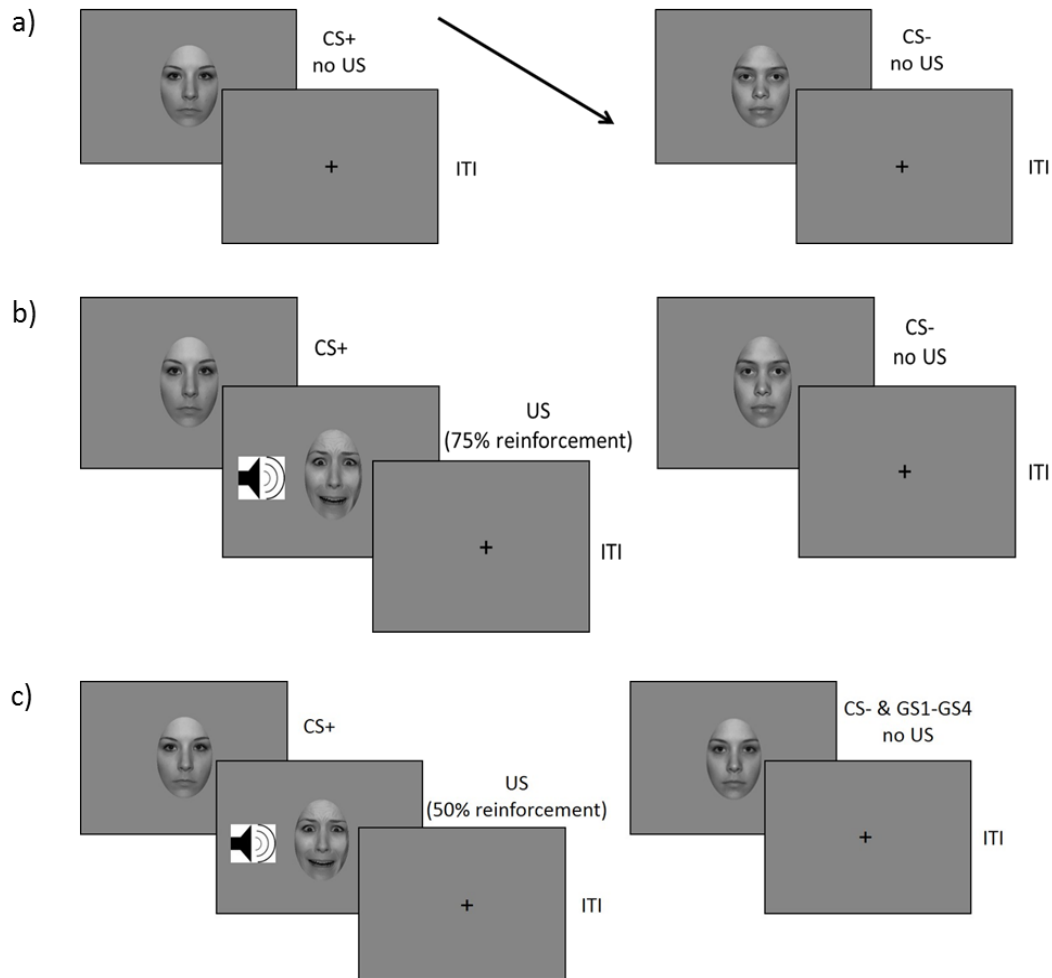 a)
CS+
no US
ITI
CS-
no US
ITI
b)
CS+
US
(75% reinforcement)
ITI
CS-
no US
ITI
c)
CS+
US
(50% reinforcement)
ITI
CS- & GS1-GS4
no US
ITI